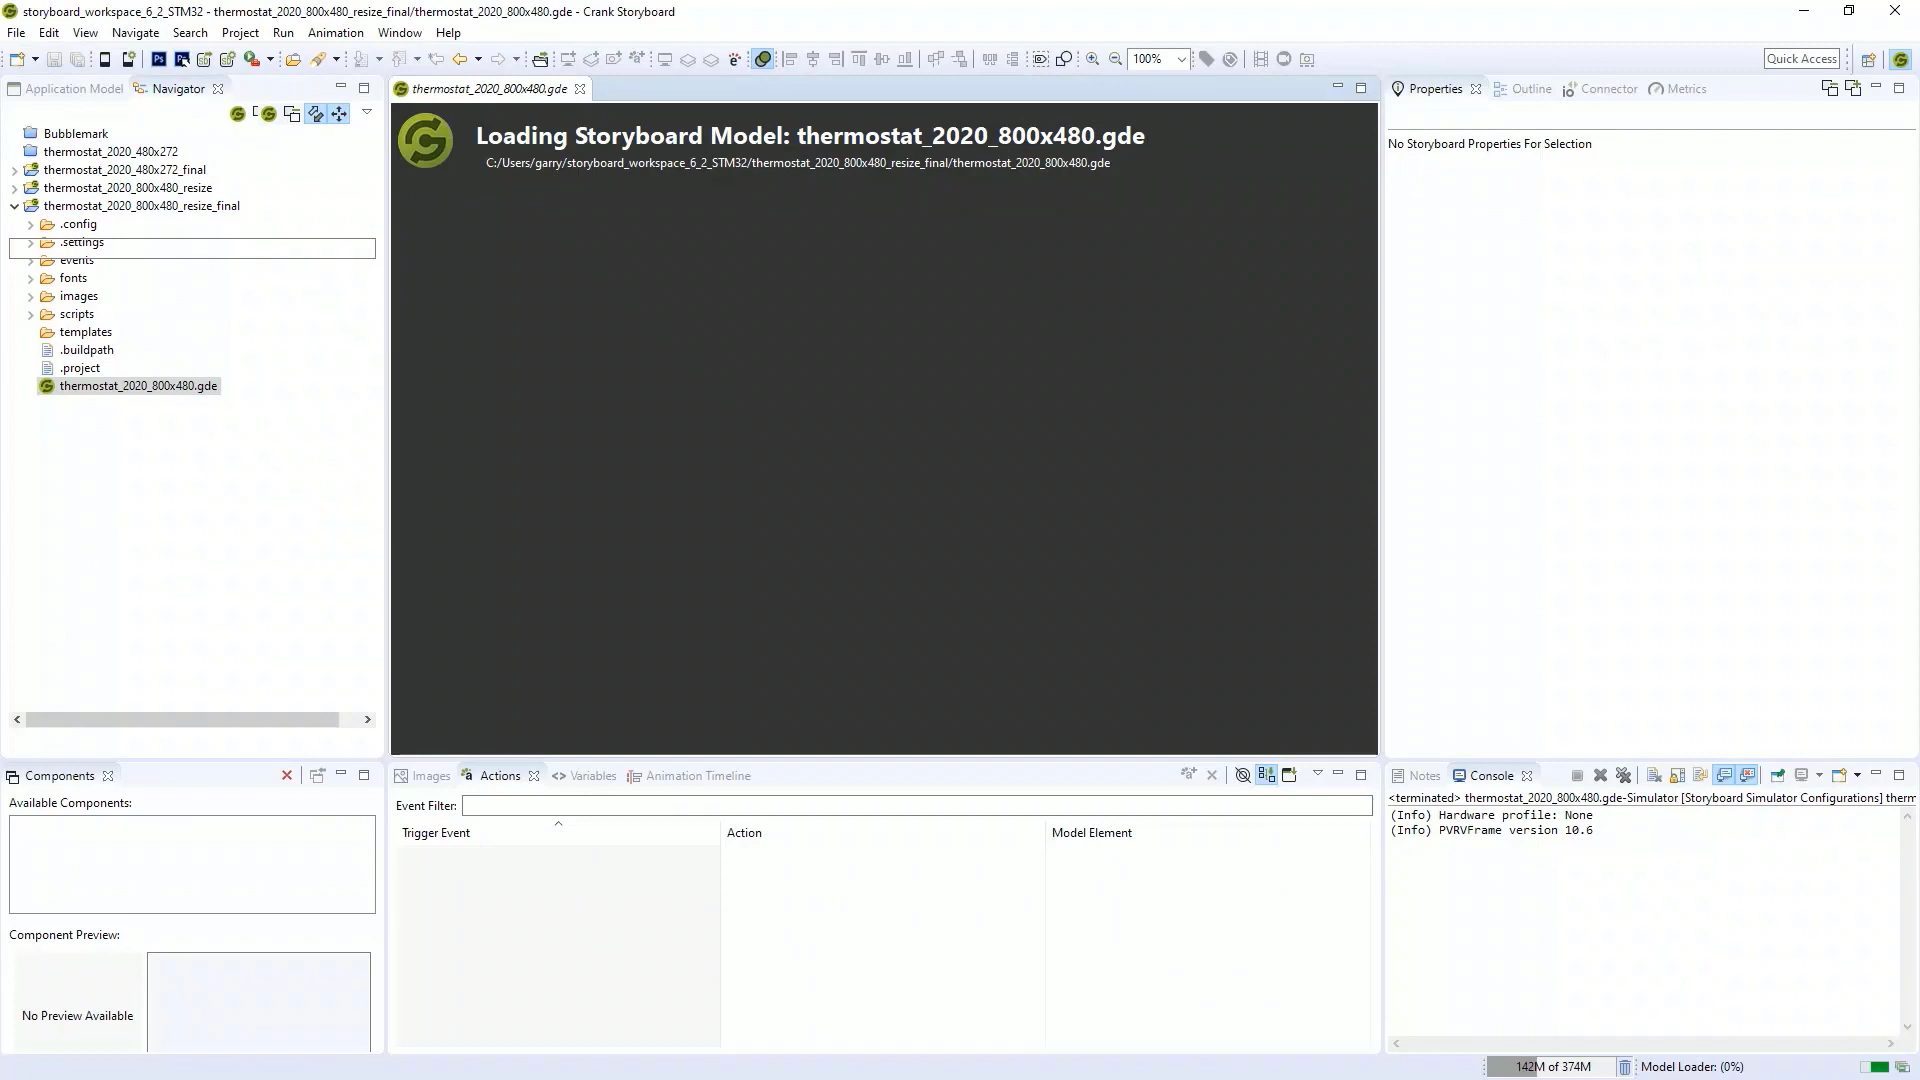 storyboard_workspace_6_2_STM32 - thermostat_2020_800x480_resize_final/thermostat_2020_800x480.gde - Crank Storyboard
File Edit View Navigate Search Project Run Animation Window Help
Ps 100% Quick Access
Application Model Navigator
Bubblemark
thermostat_2020_480x272
thermostat_2020_480x272_final
thermostat_2020_800x480_resize
thermostat_2020_800x480_resize_final
.config
.settings
events
fonts
images
scripts
templates
.buildpath
.project
thermostat_2020_800x480.gde
thermostat_2020_800x480.gde
Loading Storyboard Model: thermostat_2020_800x480.gde
C:/Users/garry/storyboard_workspace_6_2_STM32/thermostat_2020_800x480_resize_final/thermostat_2020_800x480.gde
Properties Outline Connector Metrics
No Storyboard Properties For Selection
Components
Available Components:
Component Preview:
No Preview Available
Images Actions Variables Animation Timeline
Event Filter:
Trigger Event Action Model Element
Notes Console
<terminated> thermostat_2020_800x480.gde-Simulator [Storyboard Simulator Configurations] therm
(Info) Hardware profile: None
(Info) PVRVFrame version 10.6
142M of 374M Model Loader: (0%)